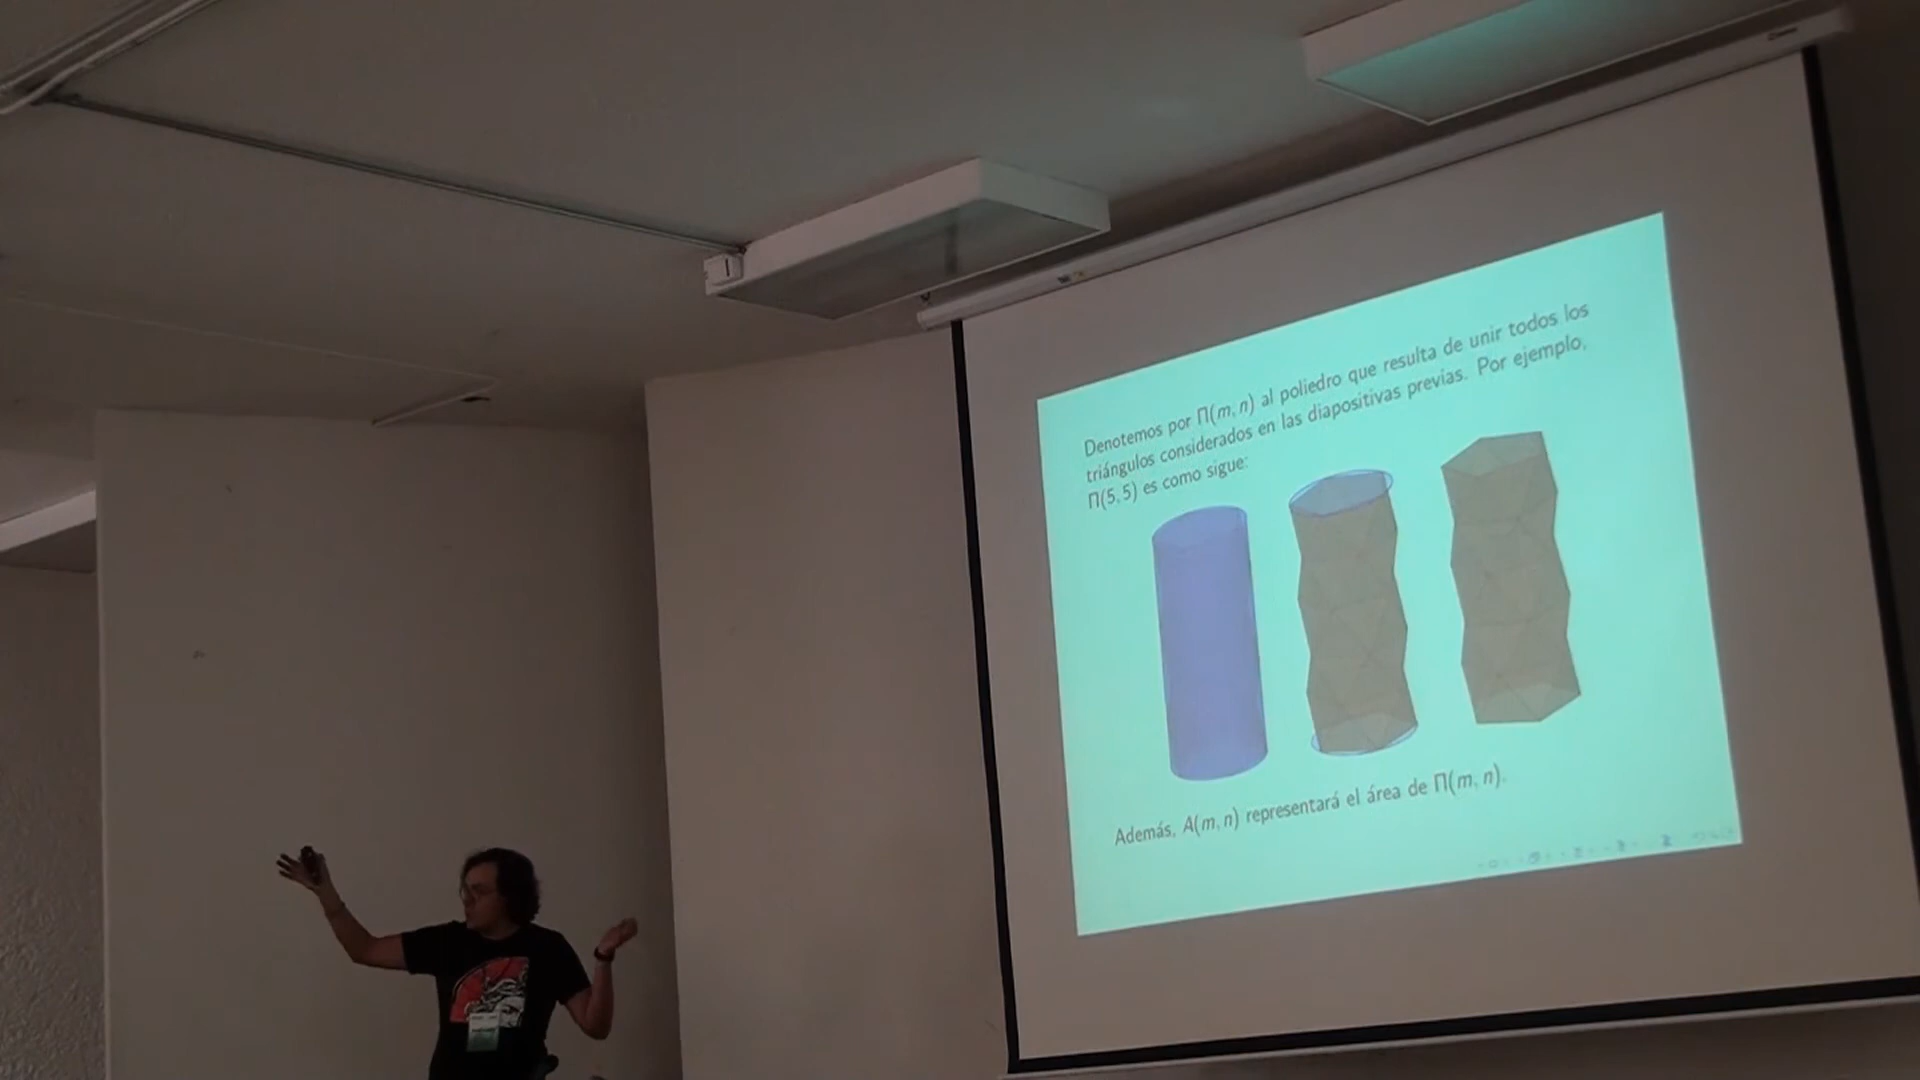 Denotemos por Π(m, n) al poliedro que resulta de unir todos los
triángulos considerados en las diapositivas previas. Por ejemplo,
Π(5, 5) es como sigue:
Además, A(m, n) representará el área de Π(m, n).